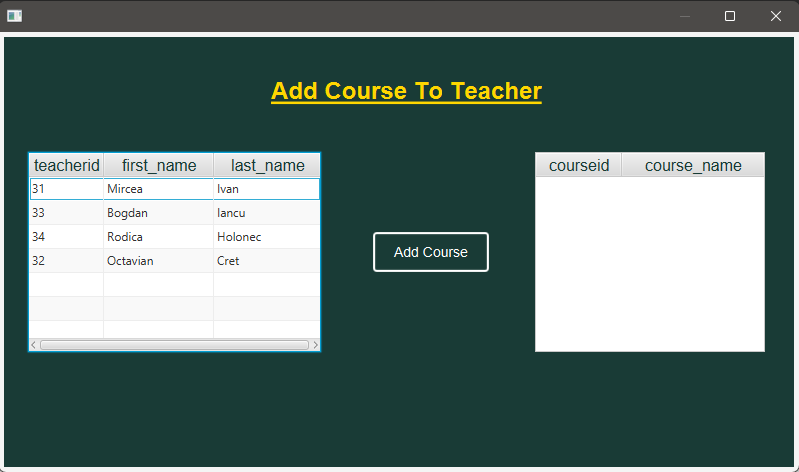 Add Course To Teacher
teacherid first_name last_name
31 Mircea Ivan
33 Bogdan Iancu
34 Rodica Holonec
32 Octavian Cret
Add Course
courseid course_name